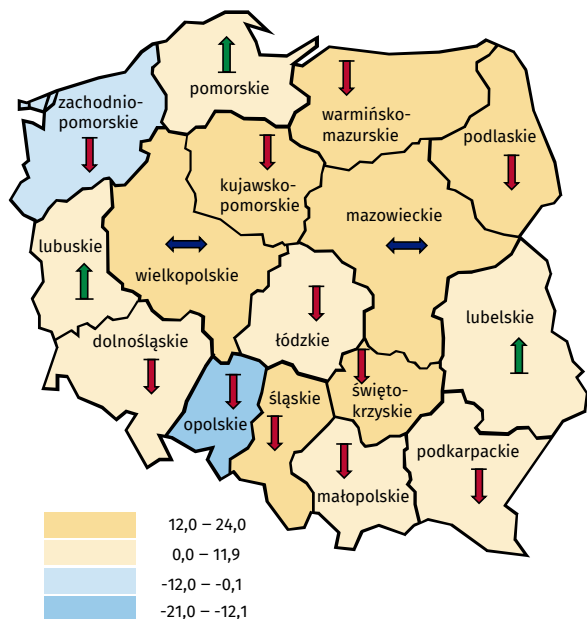 pomorskie
zachodnio-
pomorskie
warmińsko-
mazurskie
podlaskie
kujawsko-
pomorskie
mazowieckie
lubuskie
wielkopolskie
lubelskie
dolnośląskie
łódzkie
śląskie
święto-
krzyskie
opolskie
podkarpackie
małopolskie
12,0 – 24,0
0,0 – 11,9
-12,0 – -0,1
-21,0 – -12,1